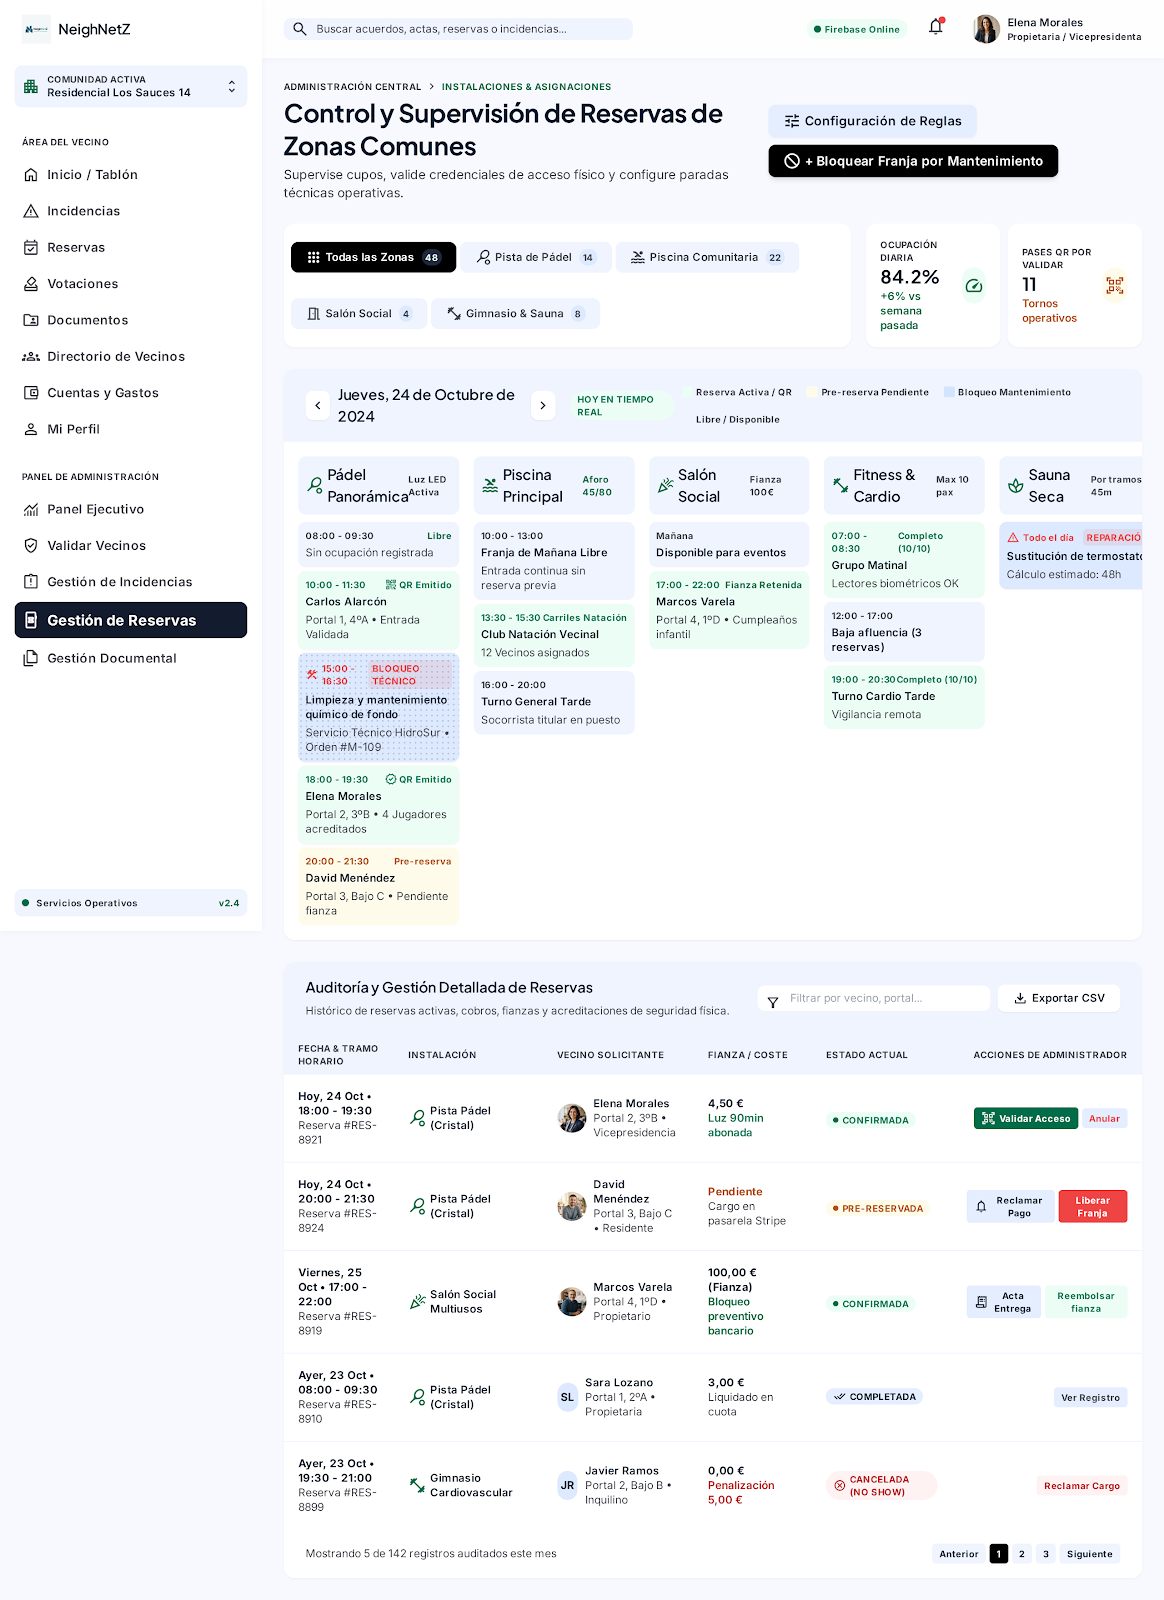 NeighNetZ
Buscar acuerdos, actas, reservas o incidencias...
Firebase Online
Elena Morales
Propietaria / Vicepresidenta
COMUNIDAD ACTIVA
Residencial Los Sauces 14
ÁREA DEL VECINO
Inicio / Tablón
Incidencias
Reservas
Votaciones
Documentos
Directorio de Vecinos
Cuentas y Gastos
Mi Perfil
PANEL DE ADMINISTRACIÓN
Panel Ejecutivo
Validar Vecinos
Gestión de Incidencias
Gestión de Reservas
Gestión Documental
Servicios Operativos
v2.4
ADMINISTRACIÓN CENTRAL > INSTALACIONES & ASIGNACIONES
Control y Supervisión de Reservas de
Zonas Comunes
Supervise cupos, valide credenciales de acceso físico y configure paradas
técnicas operativas.
Configuración de Reglas
+ Bloquear Franja por Mantenimiento
Todas las Zonas 48
Pista de Pádel 14
Piscina Comunitaria 22
Salón Social 4
Gimnasio & Sauna 8
OCUPACIÓN
DIARIA
84.2%
+6% vs
semana
pasada
PASES QR POR
VALIDAR
11
Tornos
operativos
Jueves, 24 de Octubre de
2024
HOY EN TIEMPO
REAL
Reserva Activa / QR
Pre-reserva Pendiente
Bloqueo Mantenimiento
Libre / Disponible
Pádel
Panorámica
Luz LED
Activa
08:00 - 09:30 Libre
Sin ocupación registrada
10:00 - 11:30 QR Emitido
Carlos Alarcón
Portal 1, 4ºA • Entrada
Validada
15:00 -
16:30
BLOQUEO
TÉCNICO
Limpieza y mantenimiento
químico de fondo
Servicio Técnico HidroSur •
Orden #M-109
18:00 - 19:30 QR Emitido
Elena Morales
Portal 2, 3ºB • 4 Jugadores
acreditados
20:00 - 21:30 Pre-reserva
David Menéndez
Portal 3, Bajo C • Pendiente
fianza
Piscina
Principal
Aforo
45/80
10:00 - 13:00
Franja de Mañana Libre
Entrada continua sin
reserva previa
13:30 - 15:30 Carriles Natación
Club Natación Vecinal
12 Vecinos asignados
16:00 - 20:00
Turno General Tarde
Socorrista titular en puesto
Salón
Social
Fianza
100€
Mañana
Disponible para eventos
17:00 - 22:00 Fianza Retenida
Marcos Varela
Portal 4, 1ºD • Cumpleaños
infantil
Fitness &
Cardio
Max 10
pax
07:00 -
08:30
Completo
(10/10)
Grupo Matinal
Lectores biométricos OK
12:00 - 17:00
Baja afluencia (3
reservas)
19:00 - 20:30 Completo (10/10)
Turno Cardio Tarde
Vigilancia remota
Sauna
Seca
Por tramos
45m
Todo el día REPARACIÓ
Sustitución de termostato
Cálculo estimado: 48h
Auditoría y Gestión Detallada de Reservas
Histórico de reservas activas, cobros, fianzas y acreditaciones de seguridad física.
Filtrar por vecino, portal...
Exportar CSV
FECHA & TRAMO
HORARIO
INSTALACIÓN
VECINO SOLICITANTE
FIANZA / COSTE
ESTADO ACTUAL
ACCIONES DE ADMINISTRADOR
Hoy, 24 Oct •
18:00 - 19:30
Reserva #RES-
8921
Pista Pádel
(Cristal)
Elena Morales
Portal 2, 3ºB •
Vicepresidencia
4,50 €
Luz 90min
abonada
CONFIRMADA
Validar Acceso
Anular
Hoy, 24 Oct •
20:00 - 21:30
Reserva #RES-
8924
Pista Pádel
(Cristal)
David
Menéndez
Portal 3, Bajo C
• Residente
Pendiente
Cargo en
pasarela Stripe
PRE-RESERVADA
Reclamar
Pago
Liberar
Franja
Viernes, 25
Oct • 17:00 -
22:00
Reserva #RES-
8919
Salón Social
Multiusos
Marcos Varela
Portal 4, 1ºD •
Propietario
100,00 €
(Fianza)
Bloqueo
preventivo
bancario
CONFIRMADA
Acta
Entrega
Reembolsar
fianza
Ayer, 23 Oct •
08:00 - 09:30
Reserva #RES-
8910
Pista Pádel
(Cristal)
SL
Sara Lozano
Portal 1, 2ºA •
Propietaria
3,00 €
Liquidado en
cuota
COMPLETADA
Ver Registro
Ayer, 23 Oct •
19:30 - 21:00
Reserva #RES-
8899
Gimnasio
Cardiovascular
JR
Javier Ramos
Portal 2, Bajo B •
Inquilino
0,00 €
Penalización
5,00 €
CANCELADA
(NO SHOW)
Reclamar Cargo
Mostrando 5 de 142 registros auditados este mes
Anterior 1 2 3 Siguiente